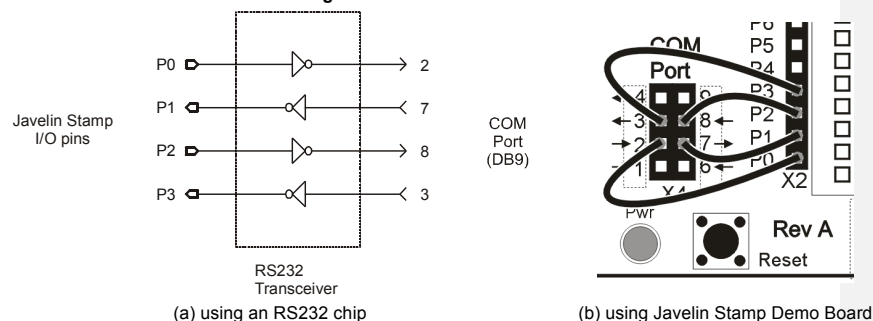 P0
2
P1
7
Javelin Stamp
I/O pins
P2
8
P3
3
RS232
Transceiver
(a) using an RS232 chip
COM
Port
(DB9)
COM
Port
P5
P4
P3
P2
P1
P0
X2
4
3
8
2
7
1
6
X4
Pwr
Rev A
Reset
(b) using Javelin Stamp Demo Board